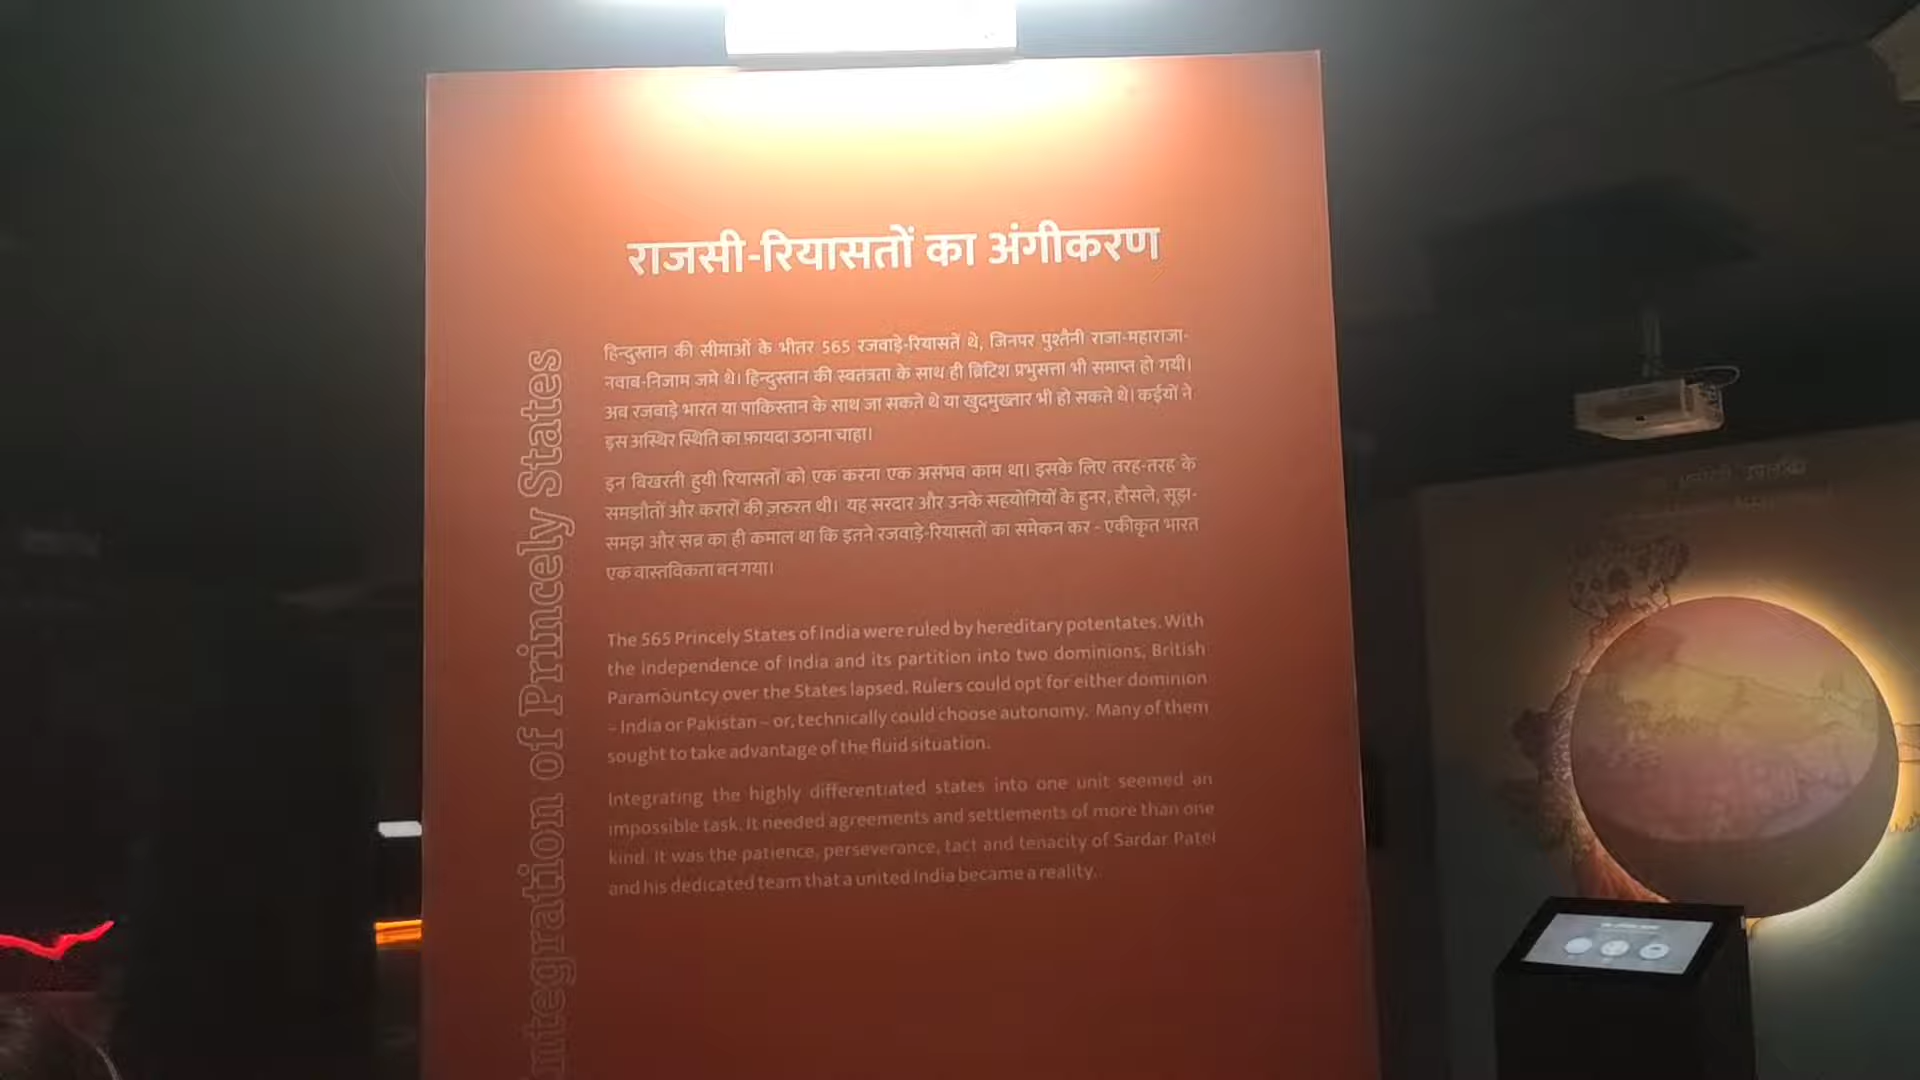 राजसी-रियासतों का अंगीकरण
हिन्दुस्तान की सीमाओं के भीतर 565 रजवाड़े-रियासतें थे, जिनपर पुश्तैनी राजा-महाराजा-
नवाब-निजाम जमे थे। हिन्दुस्तान की स्वतंत्रता के साथ ही ब्रिटिश प्रभुसत्ता भी समाप्त हो गयी।
अब रजवाड़े भारत या पाकिस्तान के साथ जा सकते थे या खुदमुख्तार भी हो सकते थे। कईयों ने
इस अस्थिर स्थिति का फ़ायदा उठाना चाहा।
इन बिखरती हुयी रियासतों को एक करना एक असंभव काम था। इसके लिए तरह-तरह के
समझौतों और करारों की ज़रुरत थी। यह सरदार और उनके सहयोगियों के हुनर, हौसले, सूझ-
समझ और सब्र का ही कमाल था कि इतने रजवाड़े-रियासतों का समेकन कर - एकीकृत भारत
एक वास्तविकता बन गया।
The 565 Princely States of India were ruled by hereditary potentates. With
the independence of India and its partition into two dominions, British
Paramountcy over the States lapsed. Rulers could opt for either dominion
– India or Pakistan – or, technically could choose autonomy. Many of them
sought to take advantage of the fluid situation.
Integrating the highly differentiated states into one unit seemed an
impossible task. It needed agreements and settlements of more than one
kind. It was the patience, perseverance, tact and tenacity of Sardar Patel
and his dedicated team that a united India became a reality.
Integration of Princely States